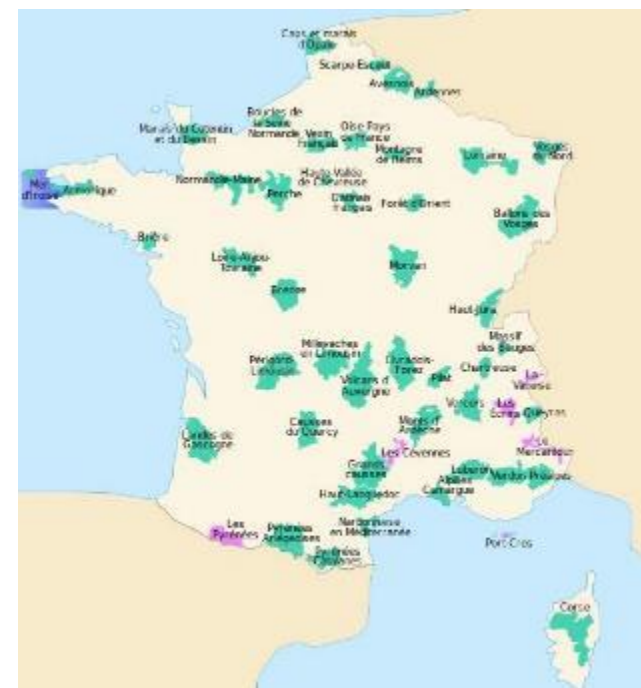 Caps et marais
d'Opale
Scarpe-Escaut
Avesnois
Ardennes
Boucles de
la Seine
Normande
Vexin
Français
Oise Pays
de France
Montagne
de Reims
Marais du Cotentin
et du Bessin
Lorraine
Vosges
du Nord
Mer
d'Iroise
Armorique
Normandie-Maine
Perche
Haute Vallée
de Chevreuse
Gâtinais
français
Forêt d'Orient
Ballons des
Vosges
Brière
Loire-Anjou-
Touraine
Brenne
Morvan
Haut-Jura
Massif
des Bauges
Millevaches
en Limousin
Périgord-
Limousin
Volcans d'
Auvergne
Livradois-
Forez
Pilat
Chartreuse
La
Vanoise
Vercors
Les
Écrins
Queyras
Landes de
Gascogne
Causses
du Quercy
Monts d'
Ardèche
Les Cévennes
Le
Mercantour
Grands
causses
Luberon
Alpilles
Camargue
Verdon
Préalpes
Haut-Languedoc
Les
Pyrénées
Pyrénées
Ariégeoises
Narbonnaise
en Méditerranée
Pyrénées
Catalanes
Port-Cros
Corse